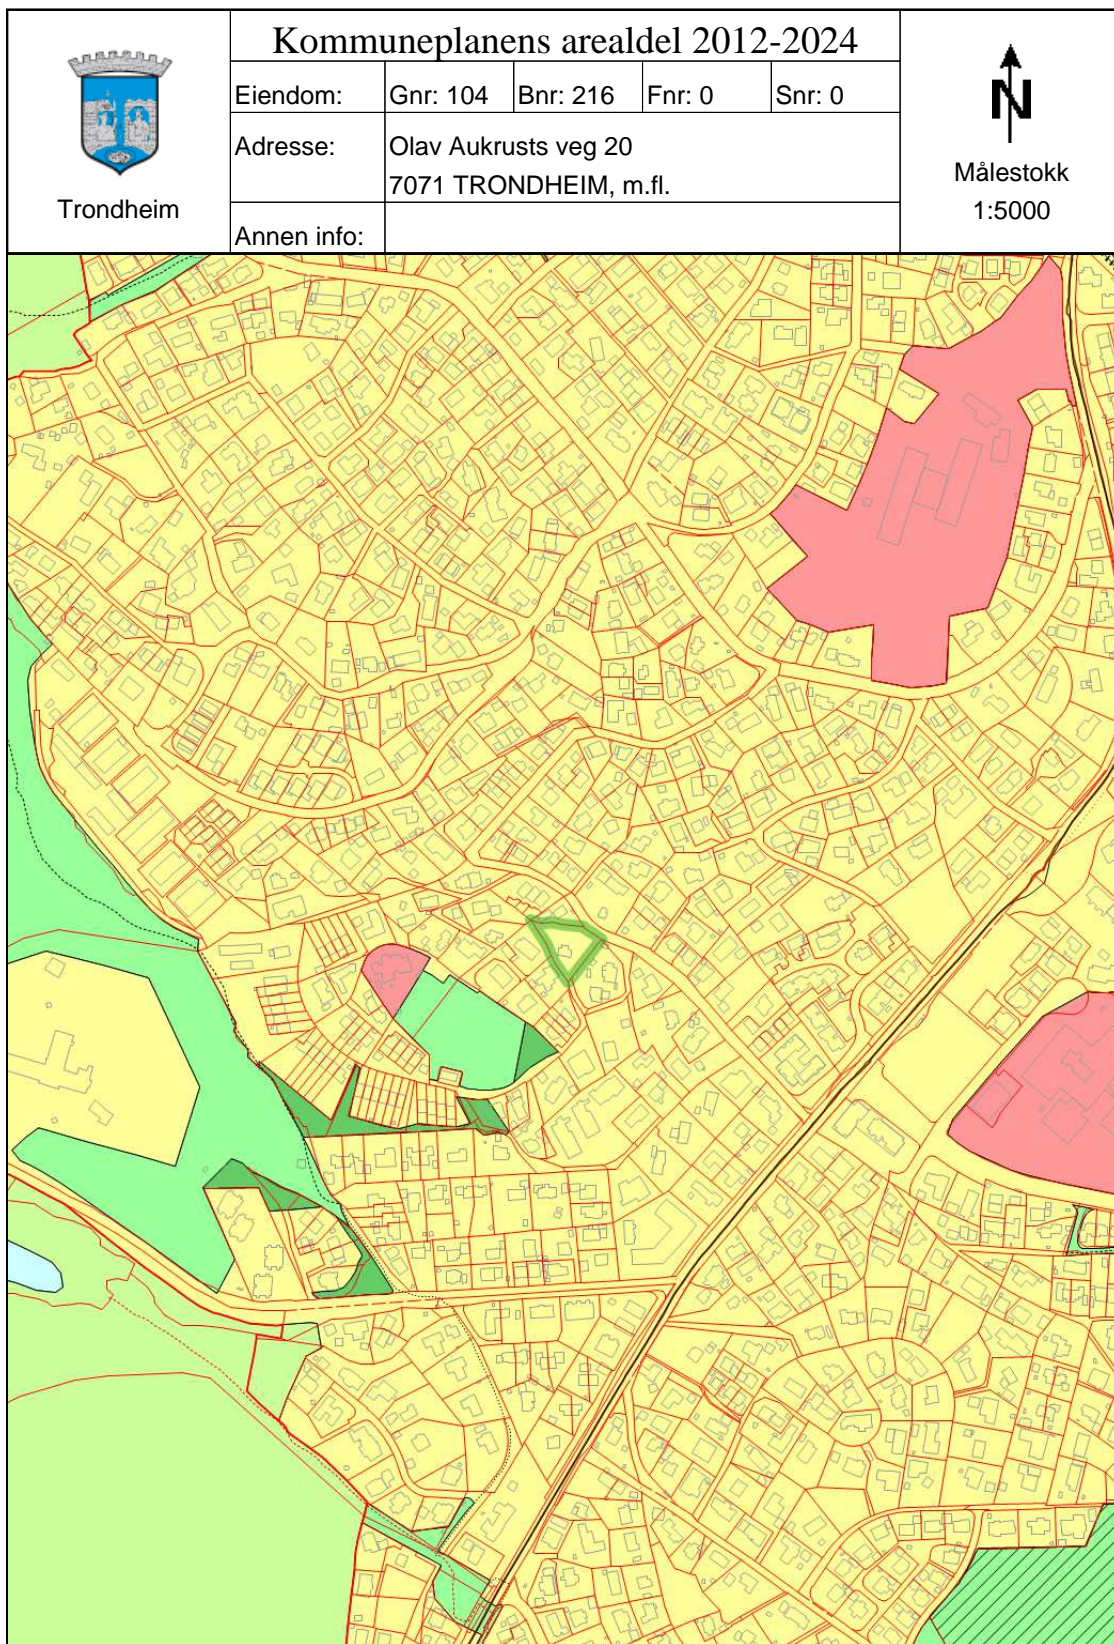 Kommuneplanens arealdel 2012-2024
Eiendom: Gnr: 104 Bnr: 216 Fnr: 0 Snr: 0
Adresse: Olav Aukrusts veg 20
7071 TRONDHEIM, m.fl.
Annen info:
Trondheim
N
Målestokk
1:5000